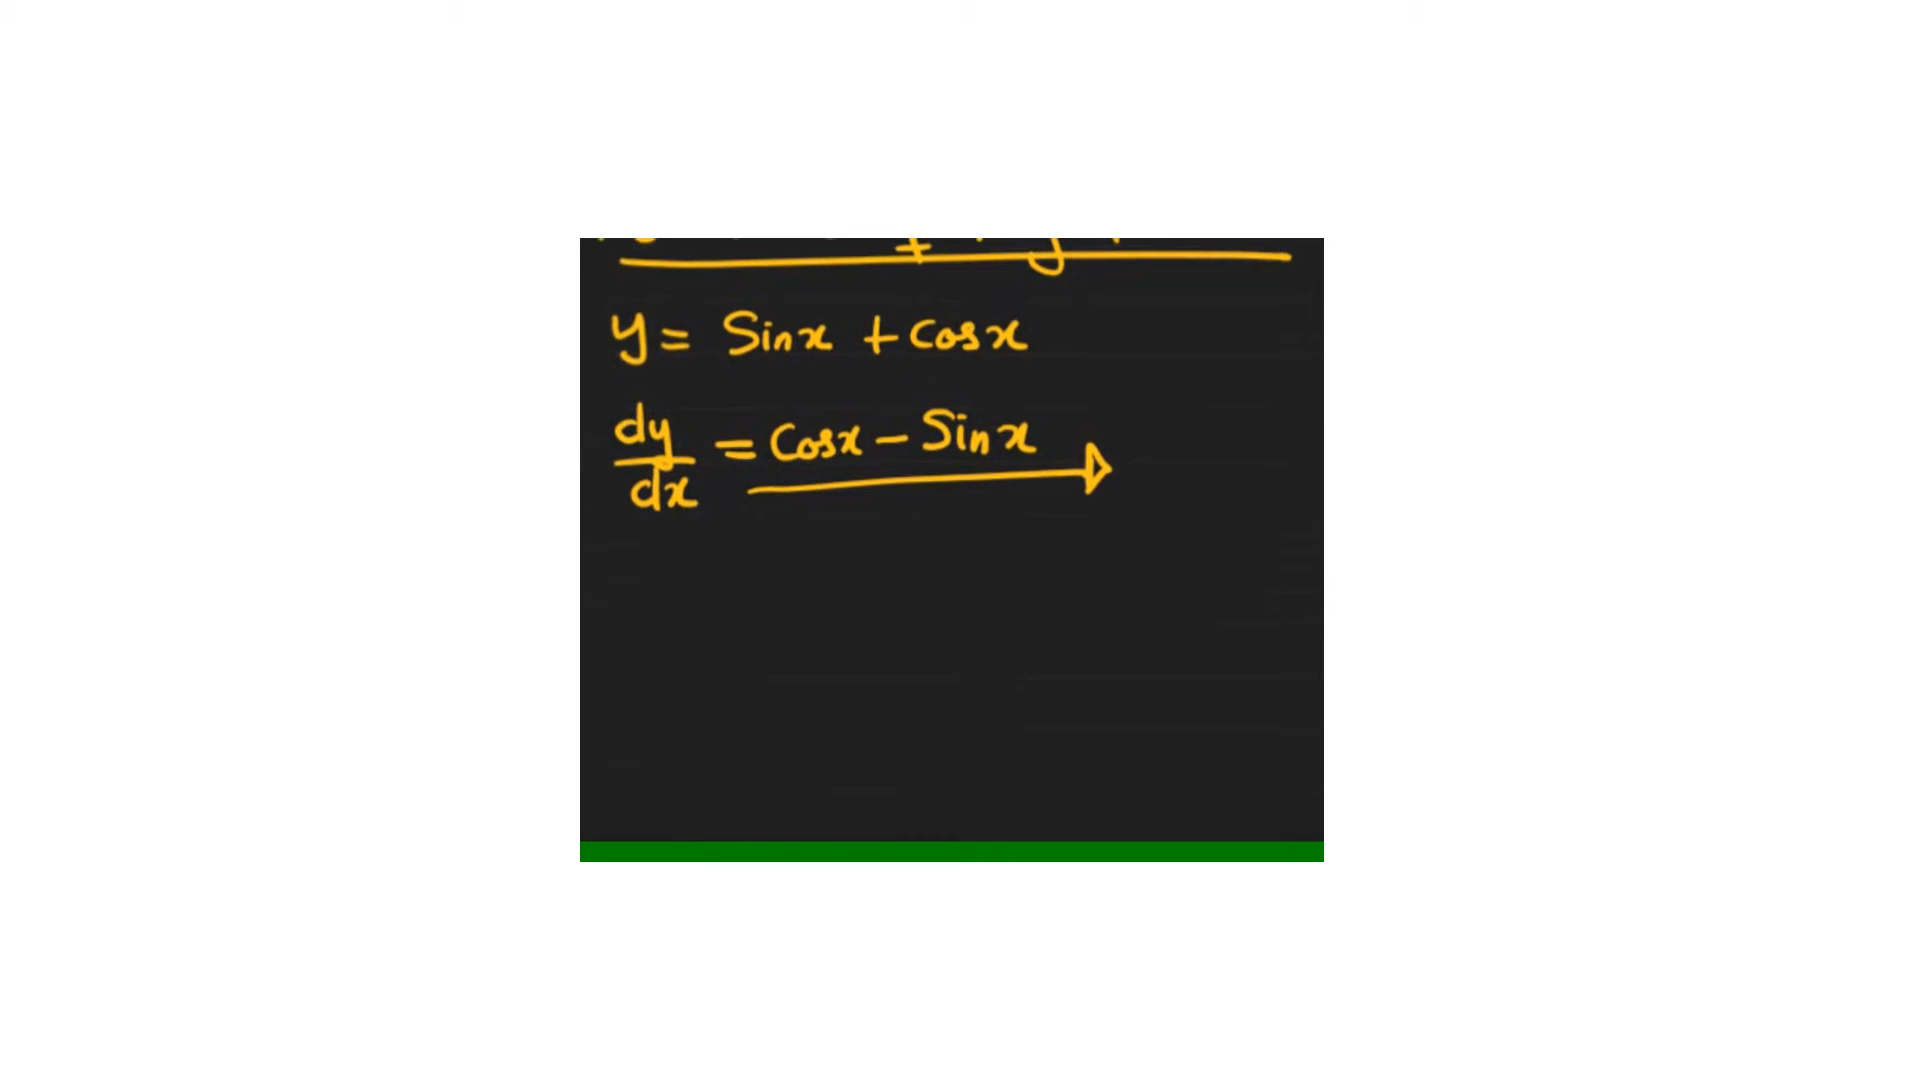 y = Sinx + Cosx
dy/dx = Cosx - Sinx